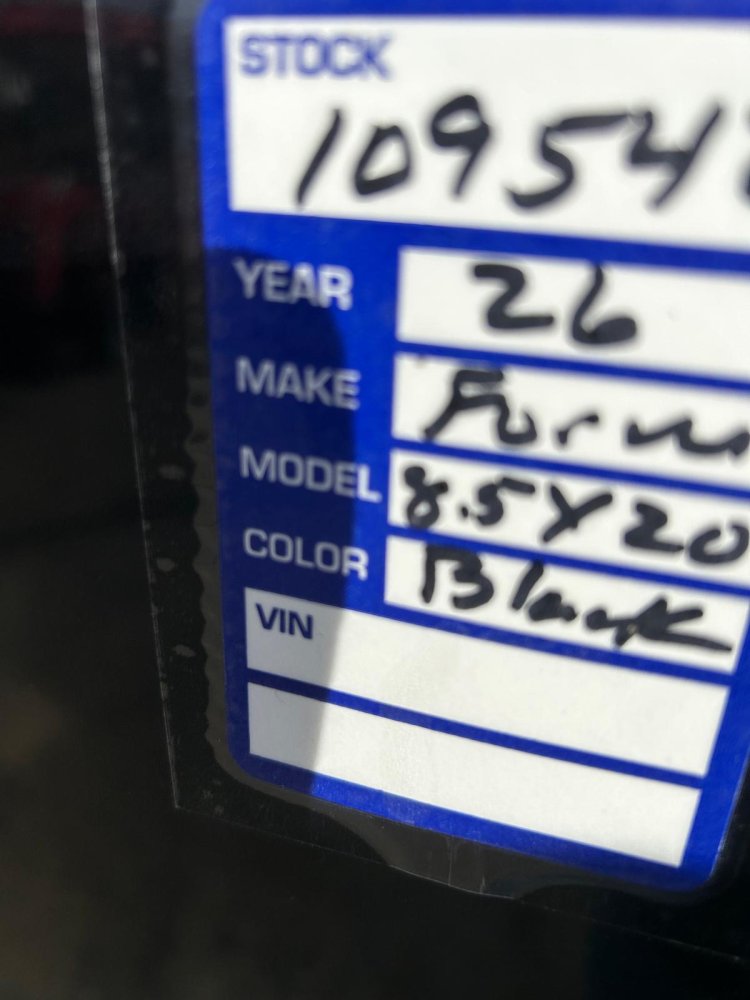 STOCK
10954
YEAR 26
MAKE
MODEL 8.5X20
COLOR Black
VIN